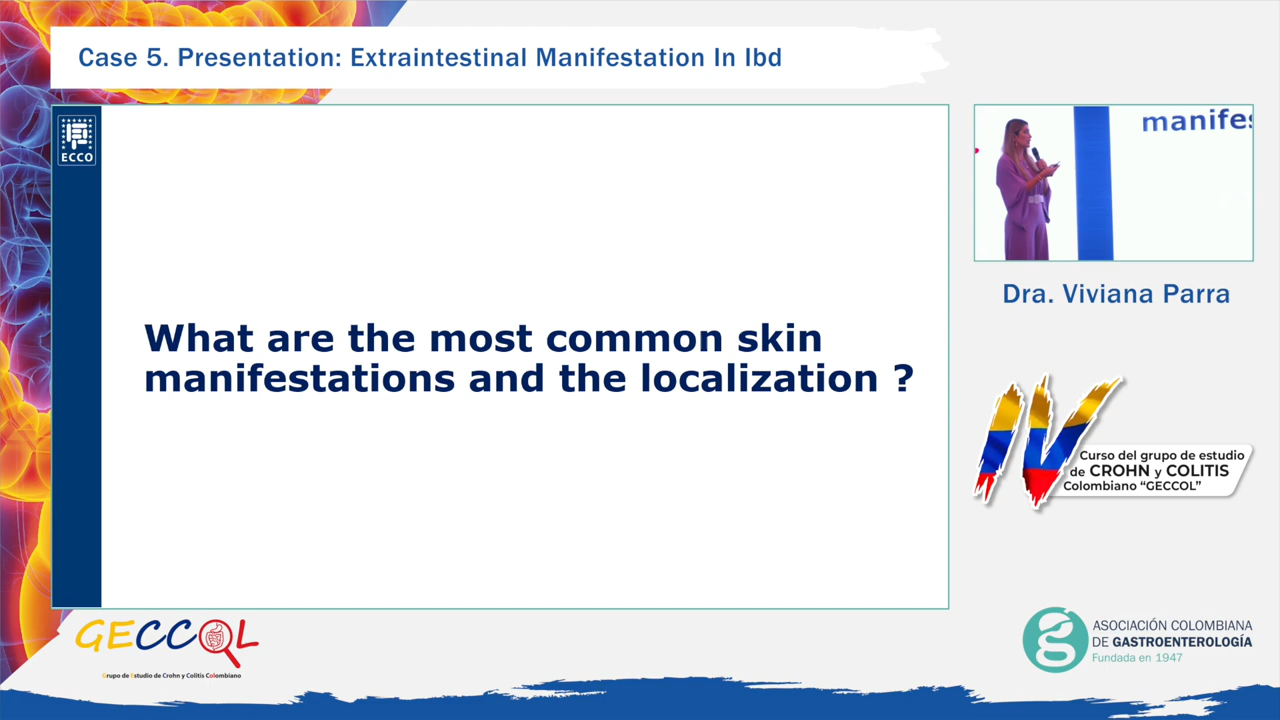 Case 5. Presentation: Extraintestinal Manifestation In Ibd
ECCO
What are the most common skin
manifestations and the localization ?
manifes
Dra. Viviana Parra
IV
Curso del grupo de estudio
de CROHN y COLITIS
Colombiano “GECCOL”
GECCOL
Grupo de Estudio de Crohn y Colitis Colombiano
ASOCIACIÓN COLOMBIANA
DE GASTROENTEROLOGÍA
Fundada en 1947